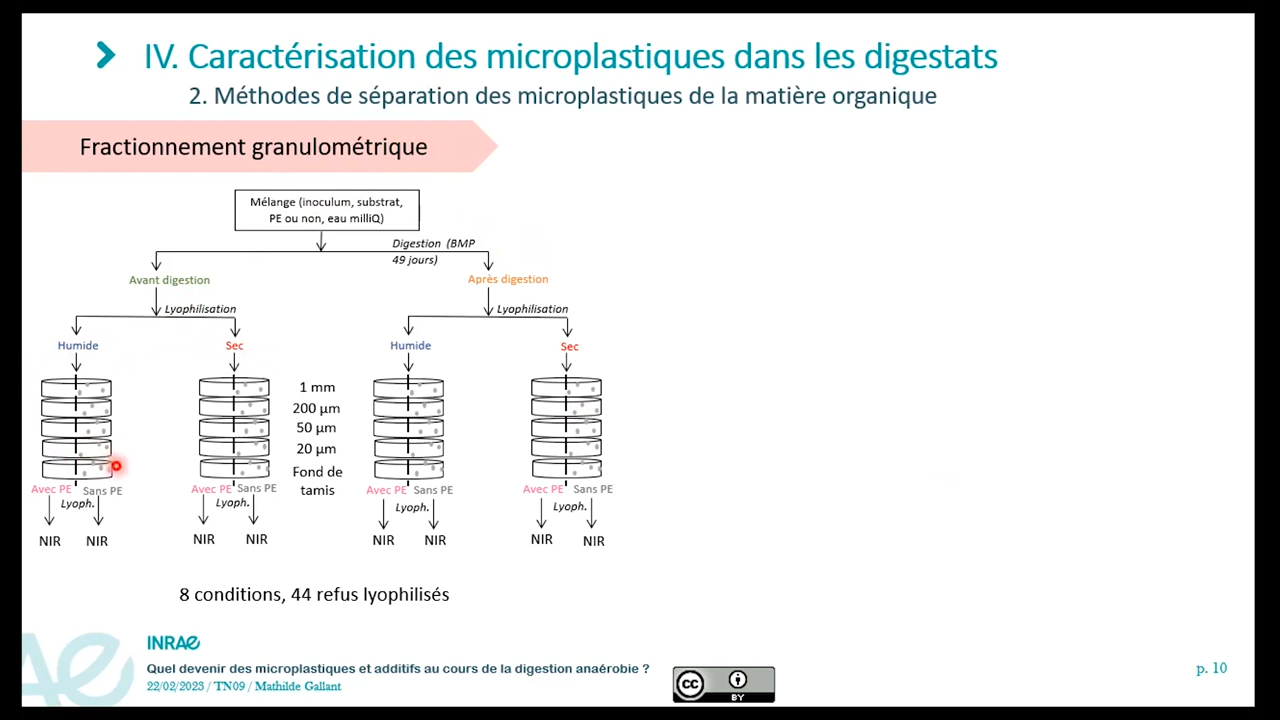 IV. Caractérisation des microplastiques dans les digestats
2. Méthodes de séparation des microplastiques de la matière organique
Fractionnement granulométrique
Mélange (inoculum, substrat,
PE ou non, eau milliQ)
Digestion (BMP
49 jours)
Avant digestion
Après digestion
Lyophilisation
Lyophilisation
Humide
Sec
Humide
Sec
1 mm
200 µm
50 µm
20 µm
Fond de
tamis
Avec PE Sans PE
Avec PE Sans PE
Avec PE Sans PE
Avec PE Sans PE
Lyoph.
Lyoph.
Lyoph.
Lyoph.
NIR NIR
NIR NIR
NIR NIR
NIR NIR
8 conditions, 44 refus lyophilisés
INRAE
Quel devenir des microplastiques et additifs au cours de la digestion anaérobie ?
22/02/2023 / TN09 / Mathilde Gallant
cc
BY
p. 10